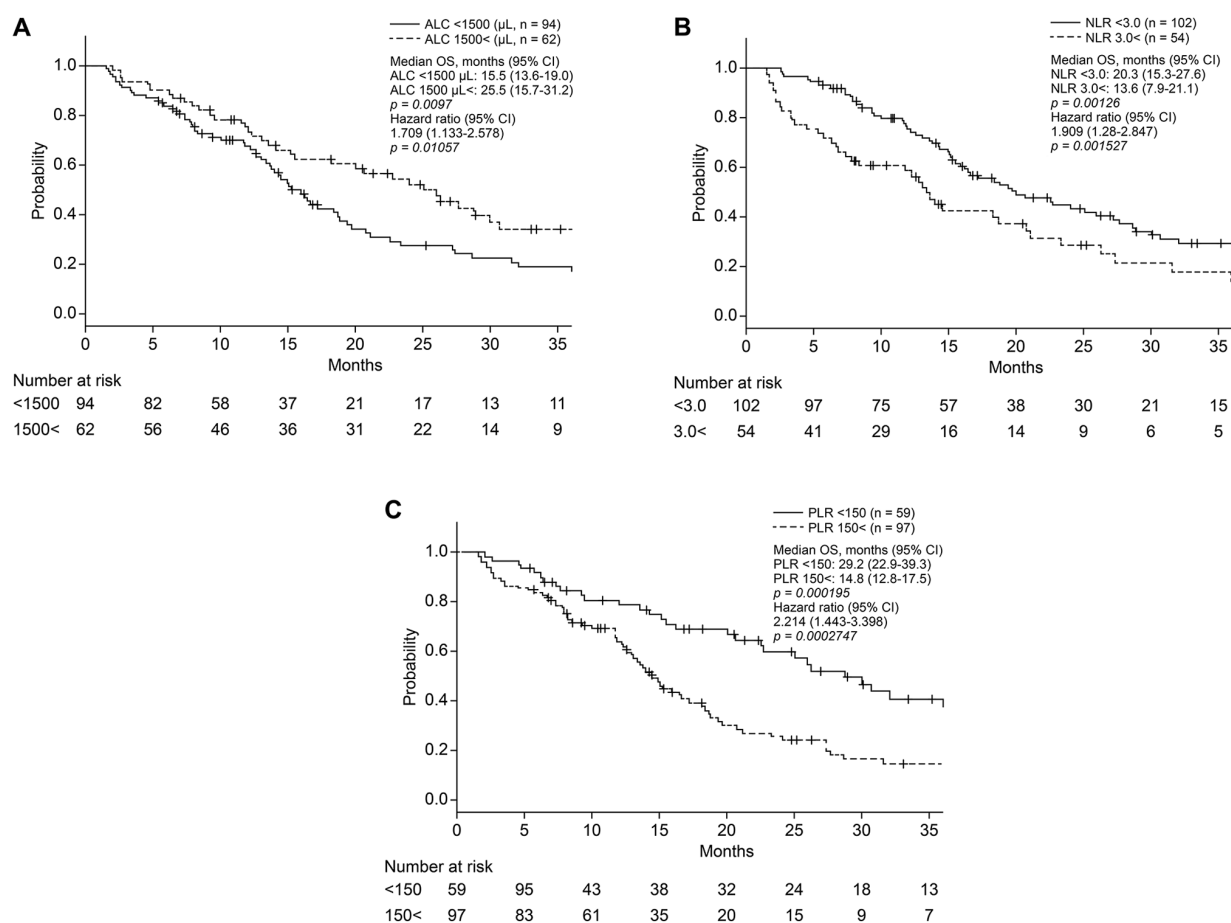 A
ALC <1500 (μL, n = 94)
ALC 1500< (μL, n = 62)
Median OS, months (95% CI)
ALC <1500 μL: 15.5 (13.6-19.0)
ALC 1500 μL<: 25.5 (15.7-31.2)
p = 0.0097
Hazard ratio (95% CI)
1.709 (1.133-2.578)
p = 0.01057
Probability
1.0
0.8
0.6
0.4
0.2
0.0
0 5 10 15 20 25 30 35
Months
Number at risk
<1500 94 82 58 37 21 17 13 11
1500< 62 56 46 36 31 22 14 9
B
NLR <3.0 (n = 102)
NLR 3.0< (n = 54)
Median OS, months (95% CI)
NLR <3.0: 20.3 (15.3-27.6)
NLR 3.0<: 13.6 (7.9-21.1)
p = 0.00126
Hazard ratio (95% CI)
1.909 (1.28-2.847)
p = 0.001527
Probability
1.0
0.8
0.6
0.4
0.2
0.0
0 5 10 15 20 25 30 35
Months
Number at risk
<3.0 102 97 75 57 38 30 21 15
3.0< 54 41 29 16 14 9 6 5
C
PLR <150 (n = 59)
PLR 150< (n = 97)
Median OS, months (95% CI)
PLR <150: 29.2 (22.9-39.3)
PLR 150<: 14.8 (12.8-17.5)
p = 0.000195
Hazard ratio (95% CI)
2.214 (1.443-3.398)
p = 0.0002747
Probability
1.0
0.8
0.6
0.4
0.2
0.0
0 5 10 15 20 25 30 35
Months
Number at risk
<150 59 95 43 38 32 24 18 13
150< 97 83 61 35 20 15 9 7